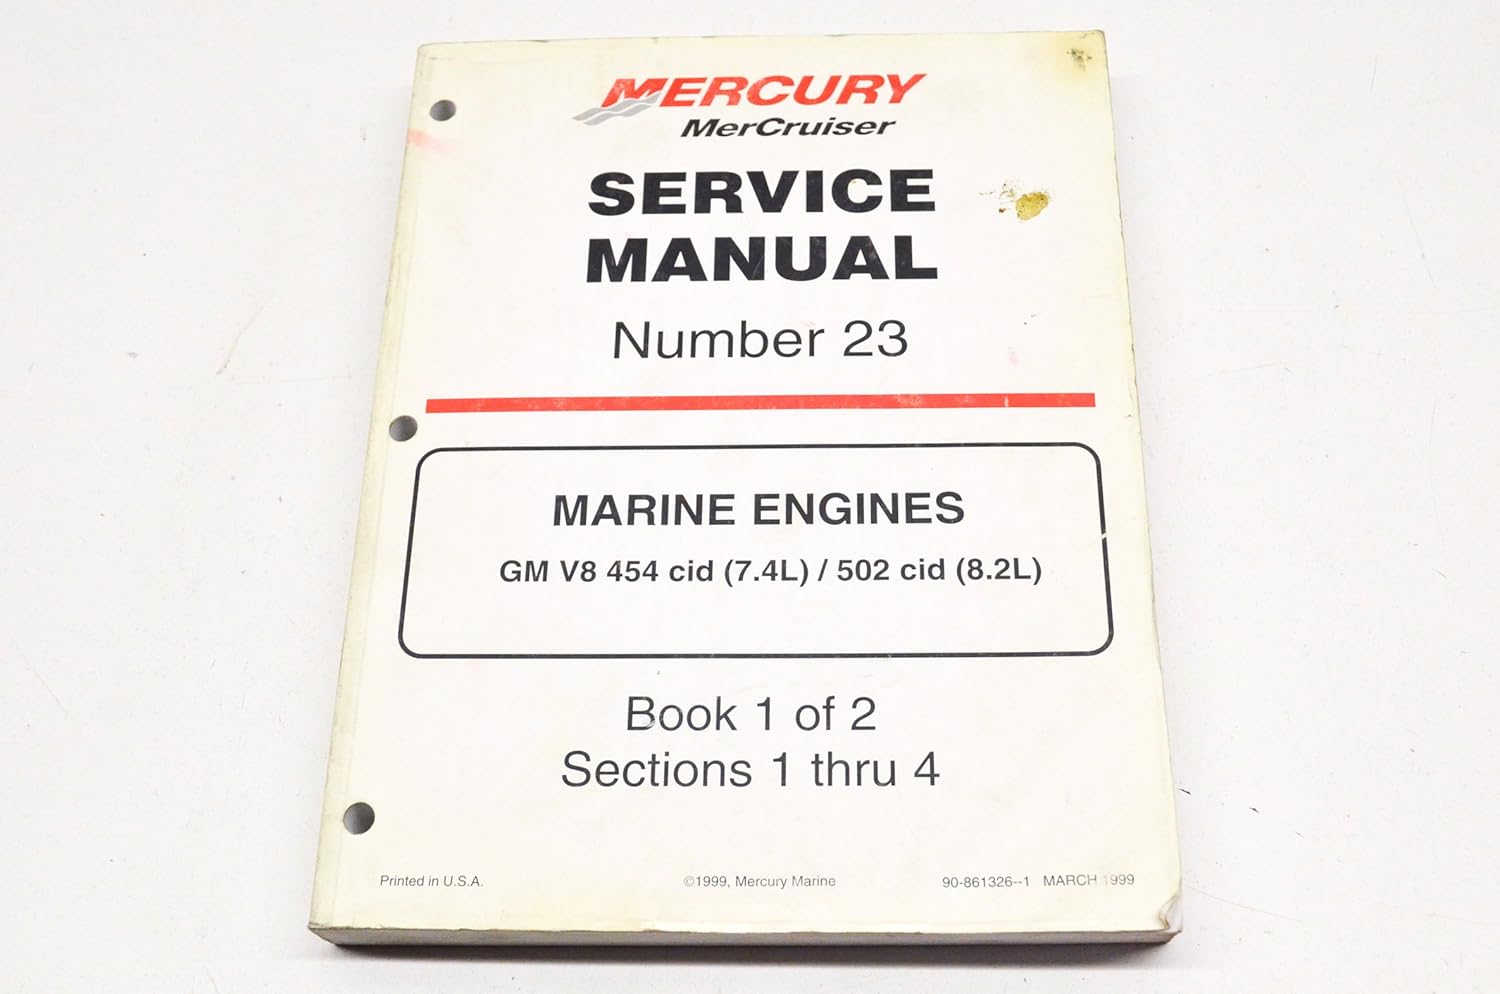 MERCURY
MerCruiser
SERVICE
MANUAL
Number 23
MARINE ENGINES
GM V8 454 cid (7.4L) / 502 cid (8.2L)
Book 1 of 2
Sections 1 thru 4
Printed in U.S.A. ©1999, Mercury Marine 90-861326--1 MARCH 1999